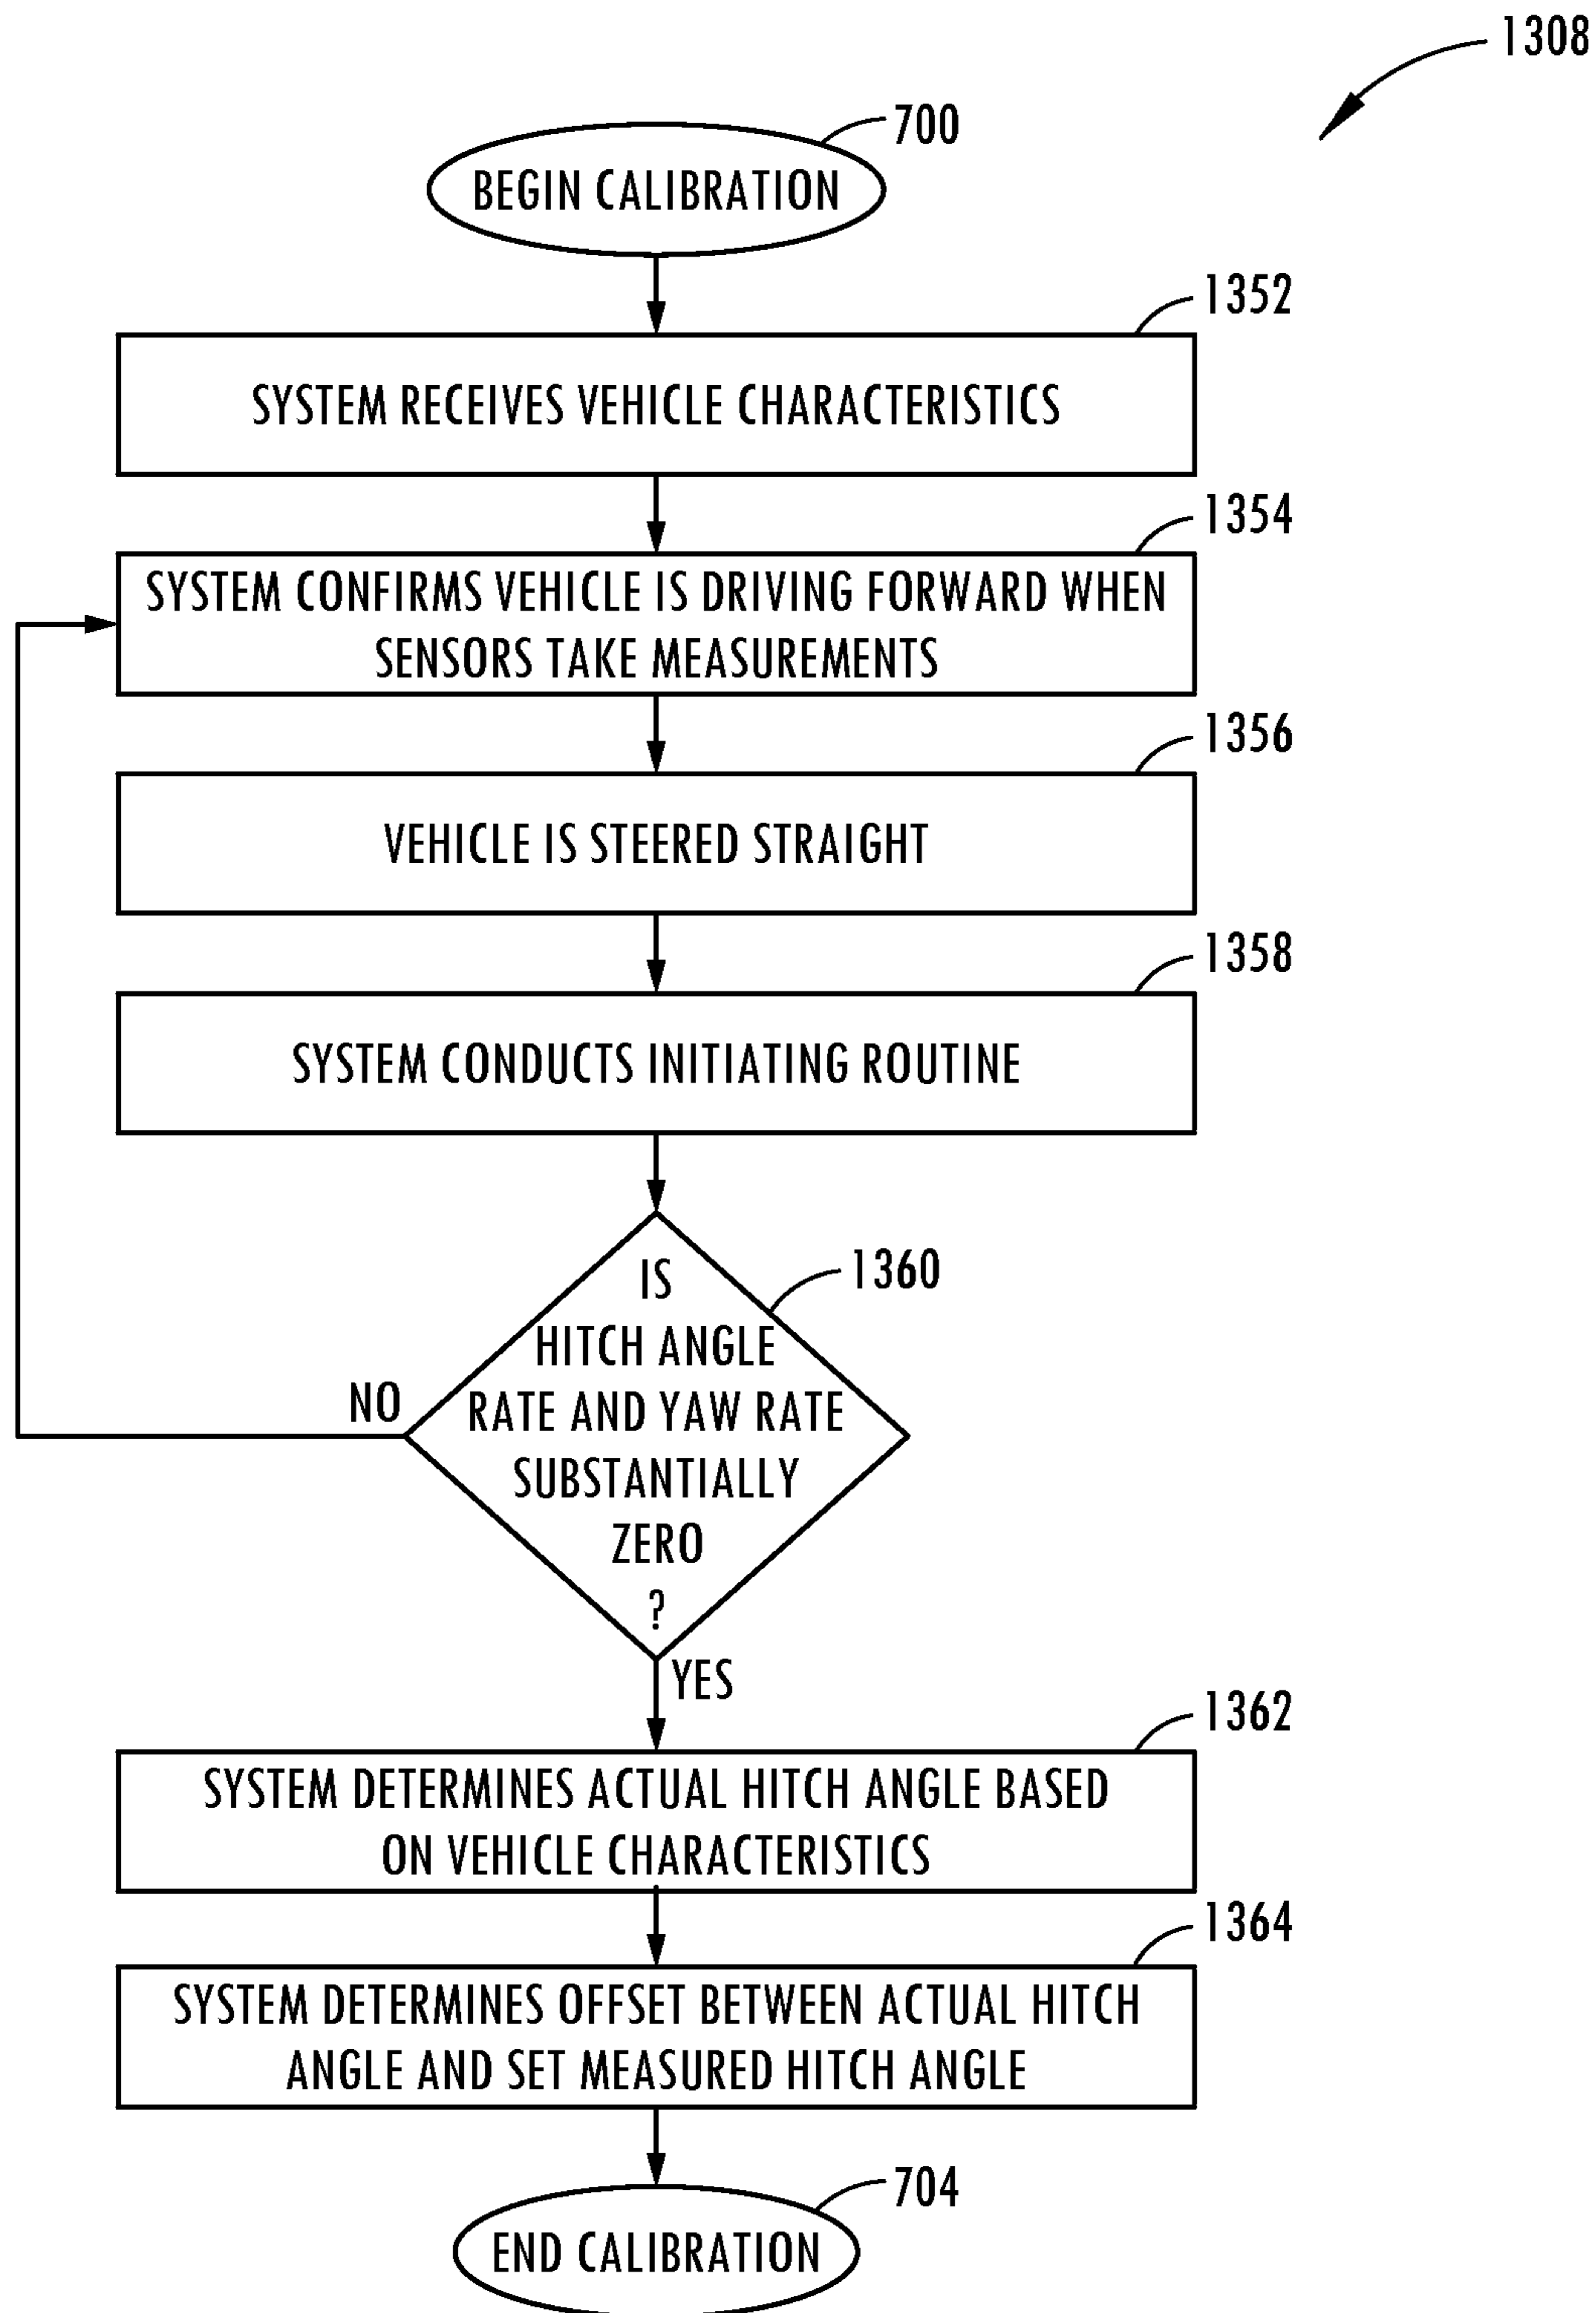 1308
700
BEGIN CALIBRATION
1352
SYSTEM RECEIVES VEHICLE CHARACTERISTICS
1354
SYSTEM CONFIRMS VEHICLE IS DRIVING FORWARD WHEN
SENSORS TAKE MEASUREMENTS
1356
VEHICLE IS STEERED STRAIGHT
1358
SYSTEM CONDUCTS INITIATING ROUTINE
1360
IS
HITCH ANGLE
RATE AND YAW RATE
SUBSTANTIALLY
ZERO
?
NO
YES
1362
SYSTEM DETERMINES ACTUAL HITCH ANGLE BASED
ON VEHICLE CHARACTERISTICS
1364
SYSTEM DETERMINES OFFSET BETWEEN ACTUAL HITCH
ANGLE AND SET MEASURED HITCH ANGLE
704
END CALIBRATION